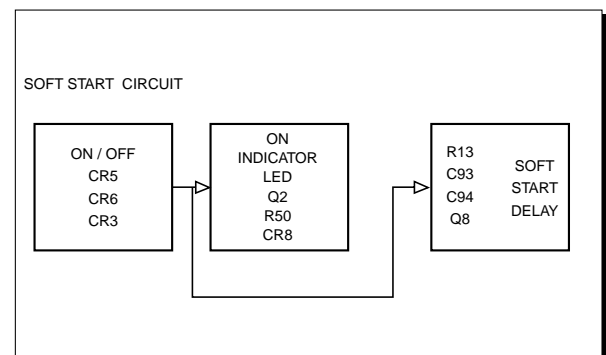 SOFT START CIRCUIT
ON / OFF
CR5
CR6
CR3
ON
INDICATOR
LED
Q2
R50
CR8
R13
C93
C94
Q8
SOFT
START
DELAY